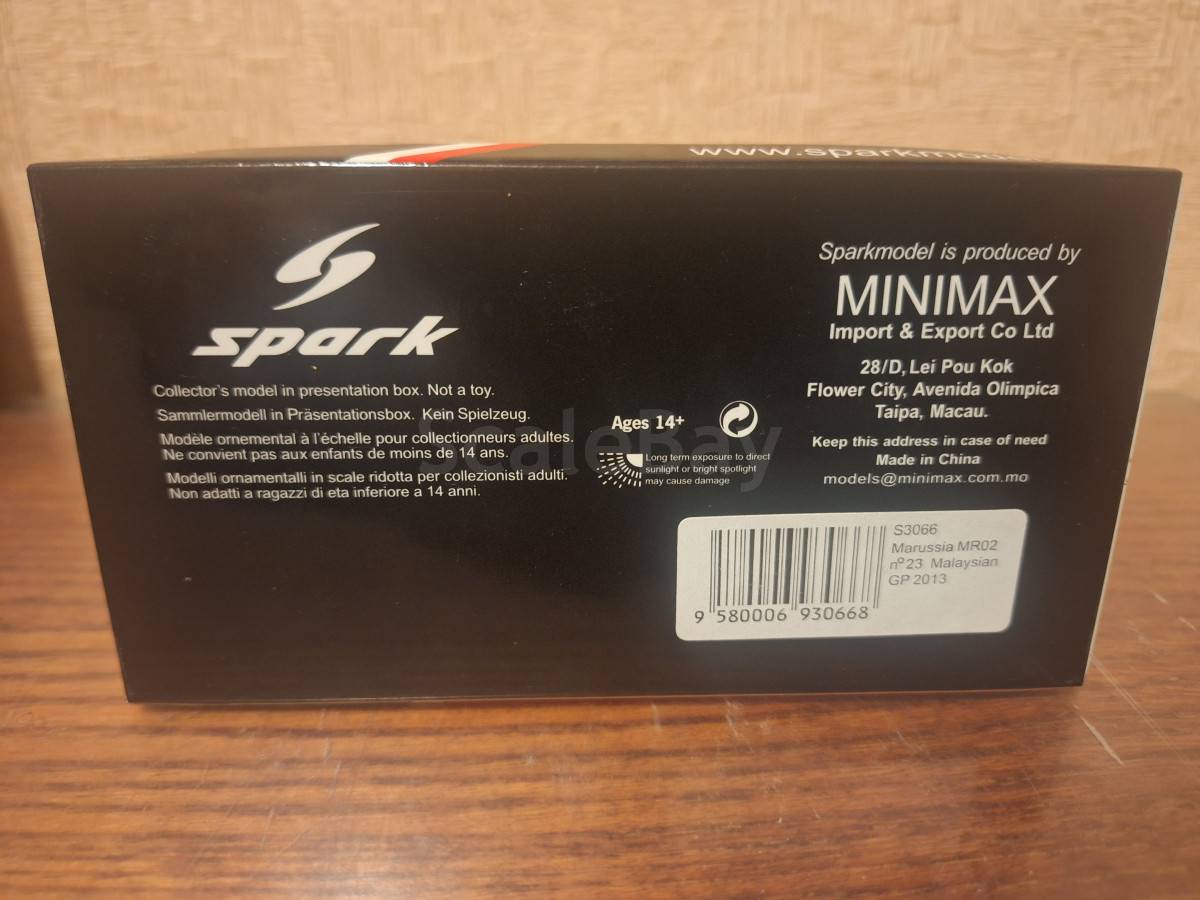 www.sparkmod
spark
Collector's model in presentation box. Not a toy.
Sammlermodell in Präsentationsbox. Kein Spielzeug.
Modèle ornemental à l'échelle pour collectionneurs adultes.
Ne convient pas aux enfants de moins de 14 ans.
Modelli ornamentalli in scale ridotta per collezionisti adulti.
Non adatti a ragazzi di eta inferiore a 14 anni.
Ages 14+
Long term exposure to direct
sunlight or bright spotlight
may cause damage
ScaleBay
Sparkmodel is produced by
MINIMAX
Import & Export Co Ltd
28/D, Lei Pou Kok
Flower City, Avenida Olimpica
Taipa, Macau.
Keep this address in case of need
Made in China
models@minimax.com.mo
S3066
Marussia MR02
nº23 Malaysian
GP 2013
9 580006 930668